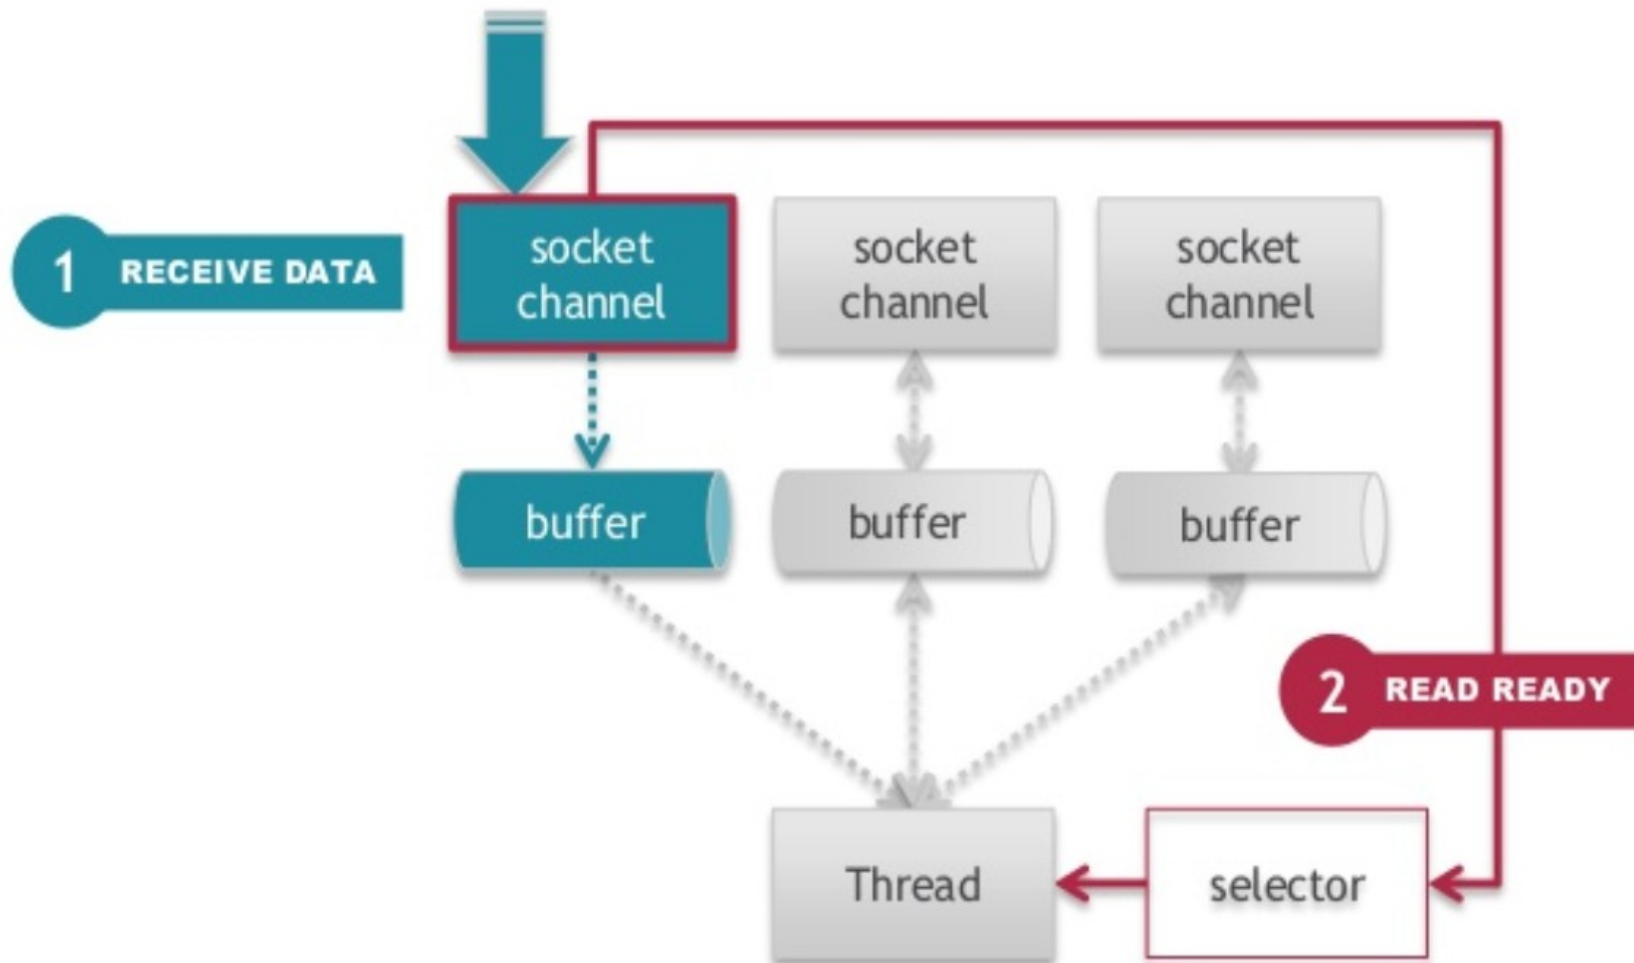 1 RECEIVE DATA
socket
channel
socket
channel
socket
channel
buffer
buffer
buffer
2 READ READY
Thread
selector